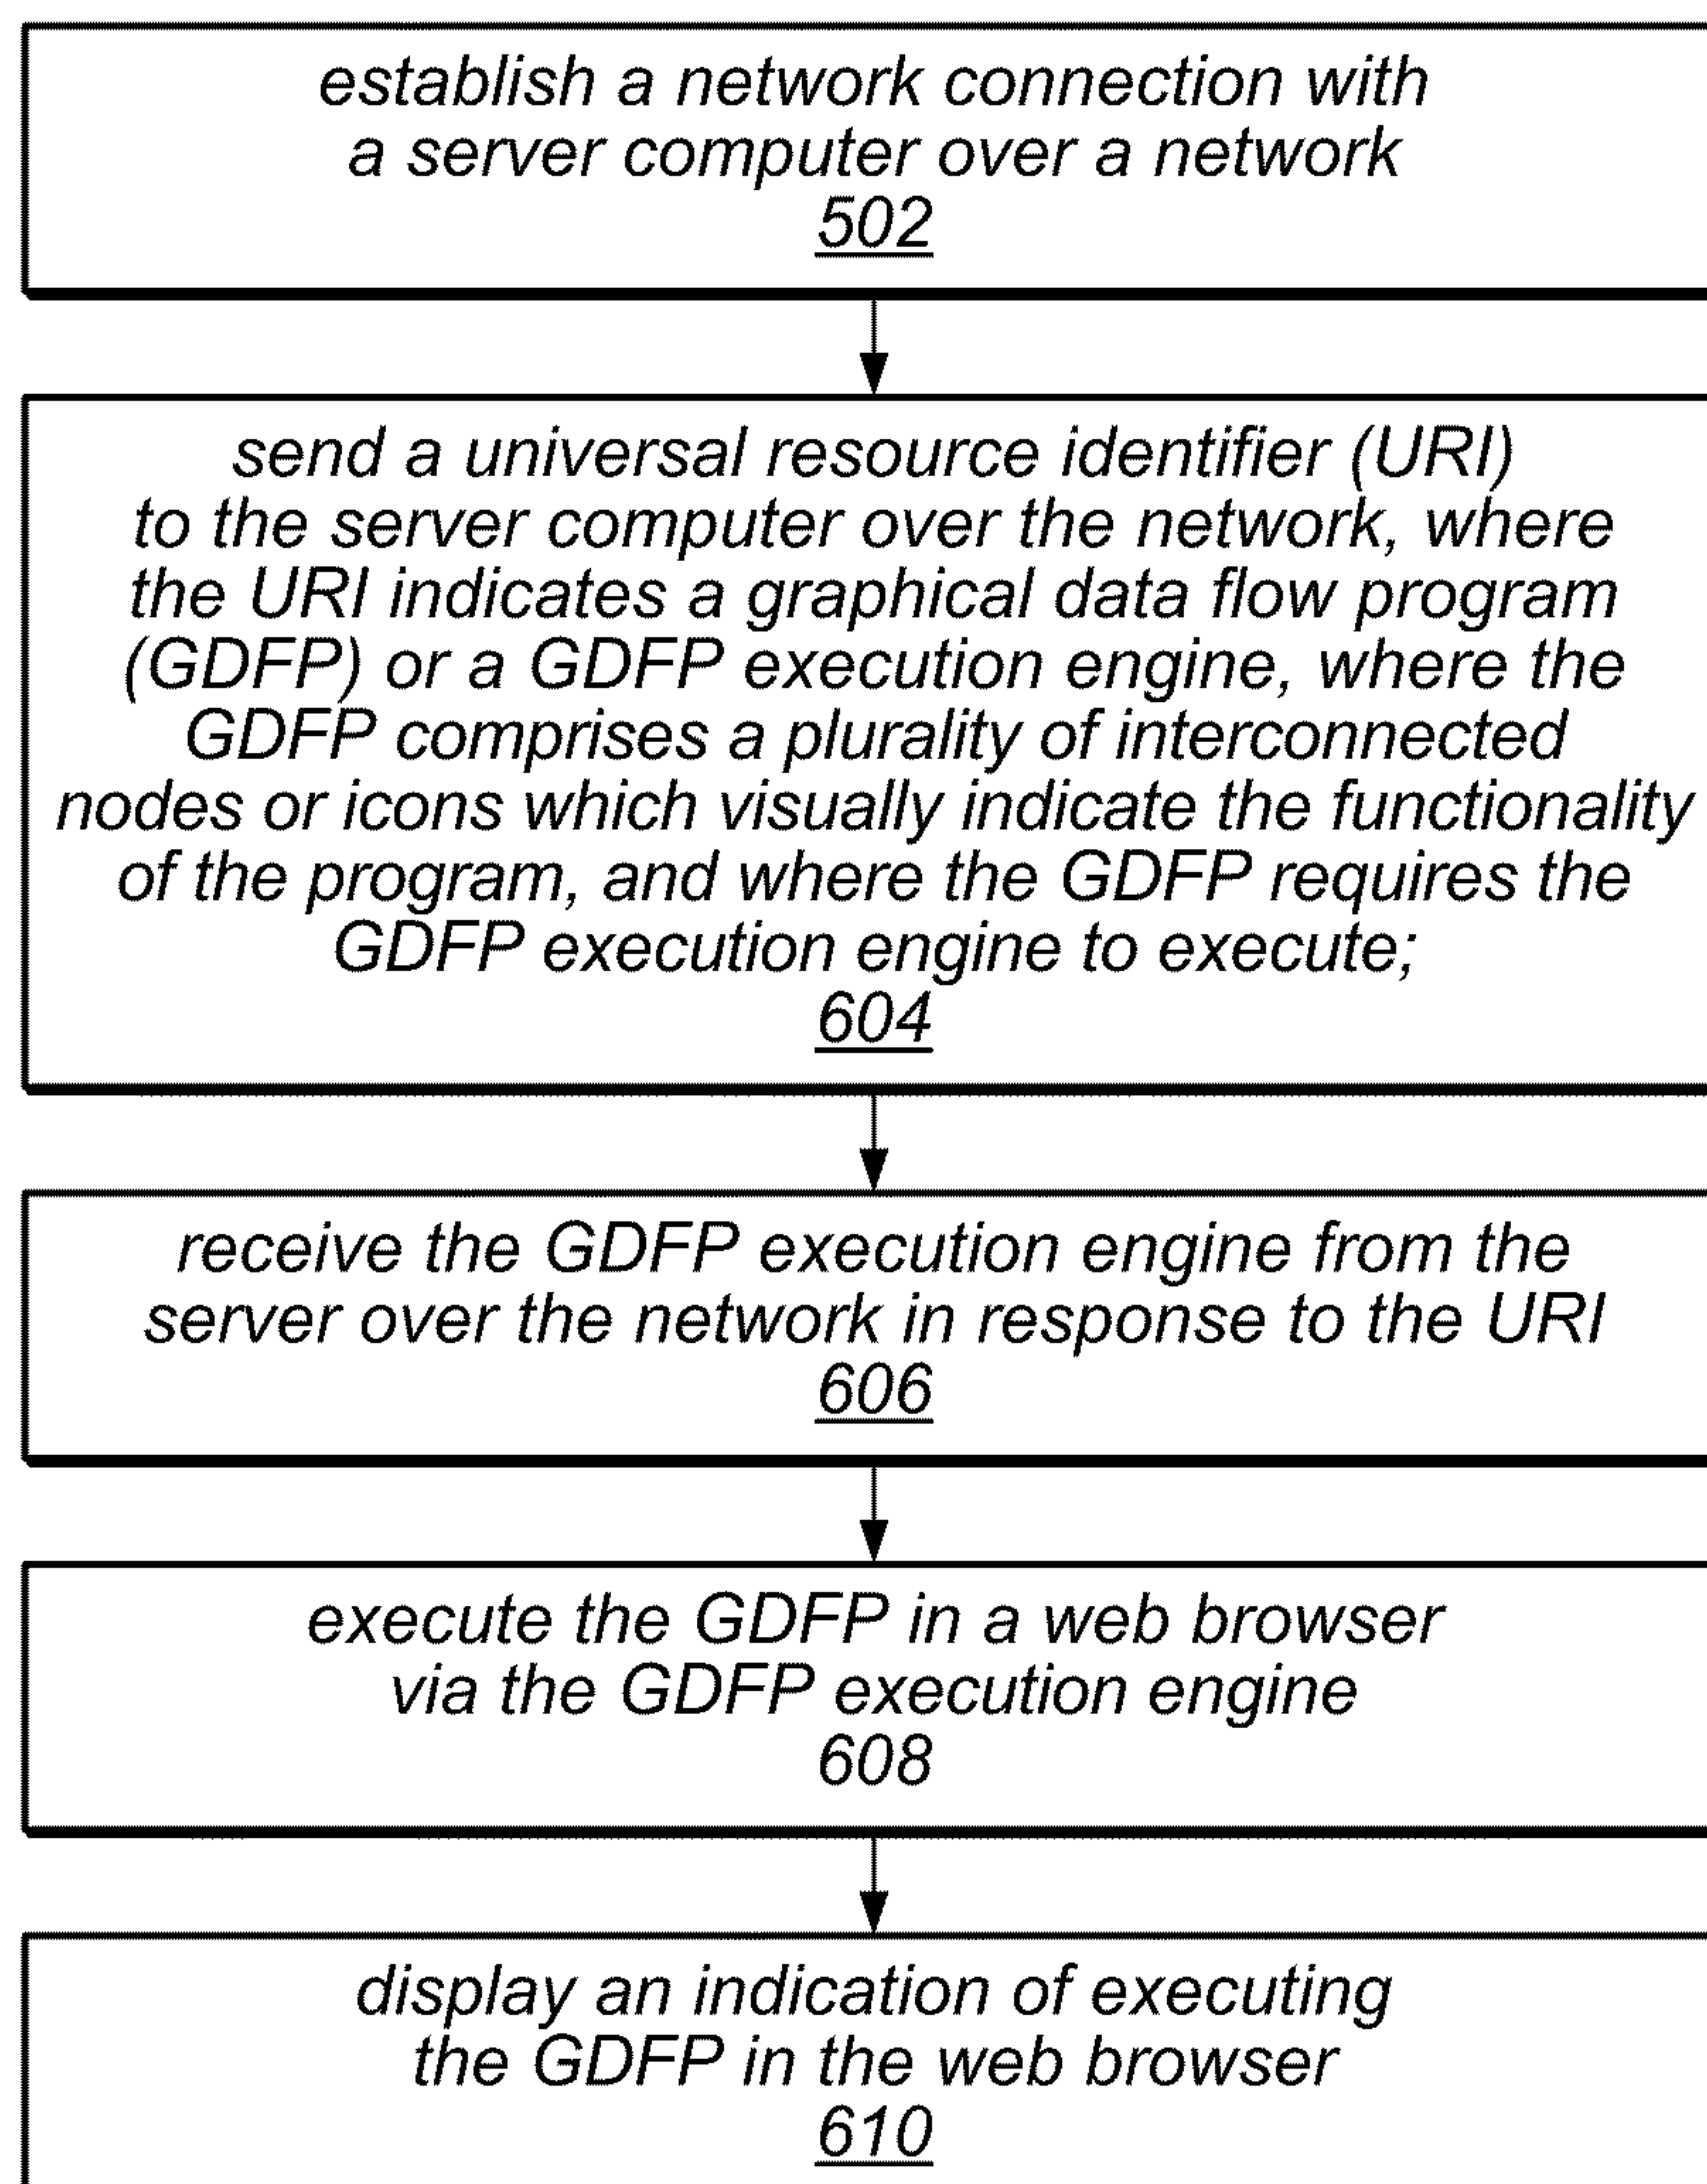 establish a network connection with
a server computer over a network
502
send a universal resource identifier (URI)
to the server computer over the network, where
the URI indicates a graphical data flow program
(GDFP) or a GDFP execution engine, where the
GDFP comprises a plurality of interconnected
nodes or icons which visually indicate the functionality
of the program, and where the GDFP requires the
GDFP execution engine to execute;
604
receive the GDFP execution engine from the
server over the network in response to the URI
606
execute the GDFP in a web browser
via the GDFP execution engine
608
display an indication of executing
the GDFP in the web browser
610